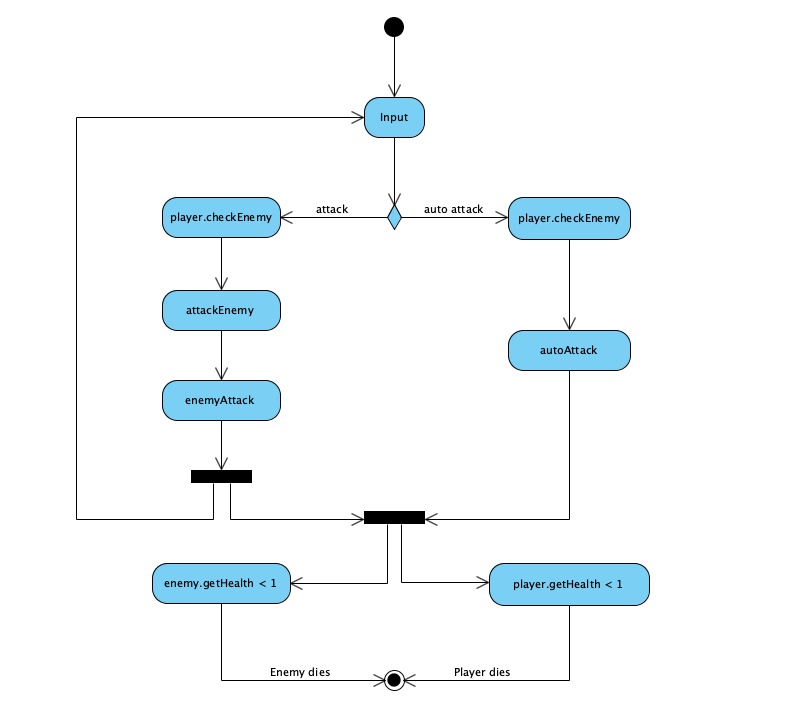 Input
attack
auto attack
player.checkEnemy
player.checkEnemy
attackEnemy
autoAttack
enemyAttack
enemy.getHealth < 1
player.getHealth < 1
Enemy dies
Player dies